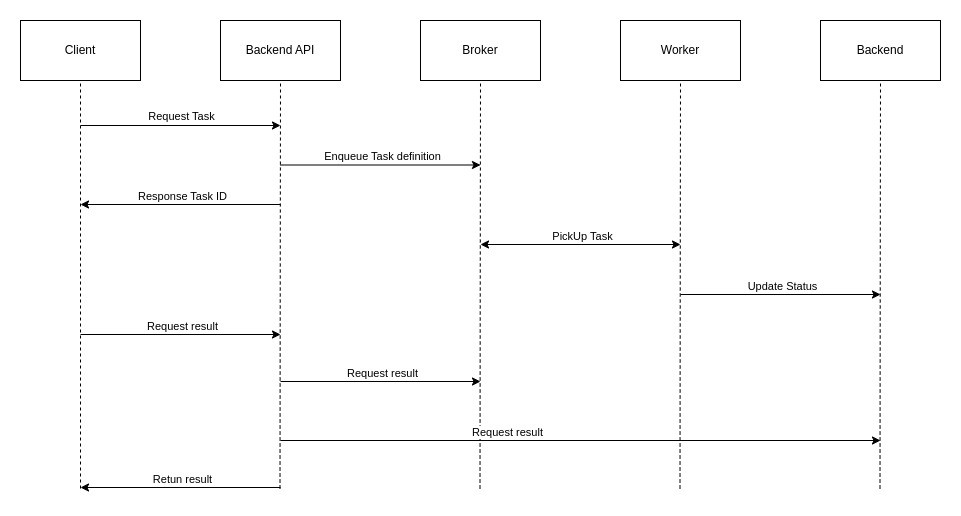 Client
Backend API
Broker
Worker
Backend
Request Task
Enqueue Task definition
Response Task ID
PickUp Task
Update Status
Request result
Request result
Request result
Retun result